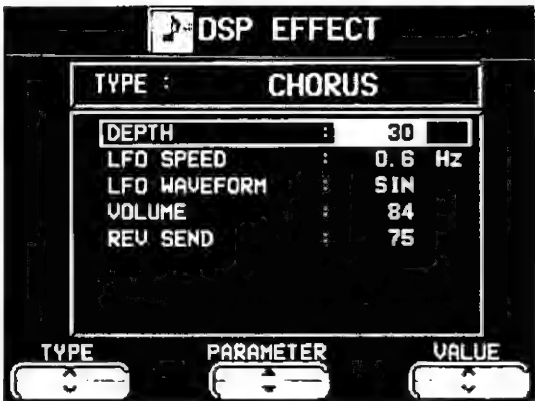 DSP EFFECT
TYPE : CHORUS
DEPTH : 30
LFO SPEED : 0.6 Hz
LFO WAVEFORM : SIN
VOLUME : 84
REV SEND : 75
TYPE PARAMETER VALUE